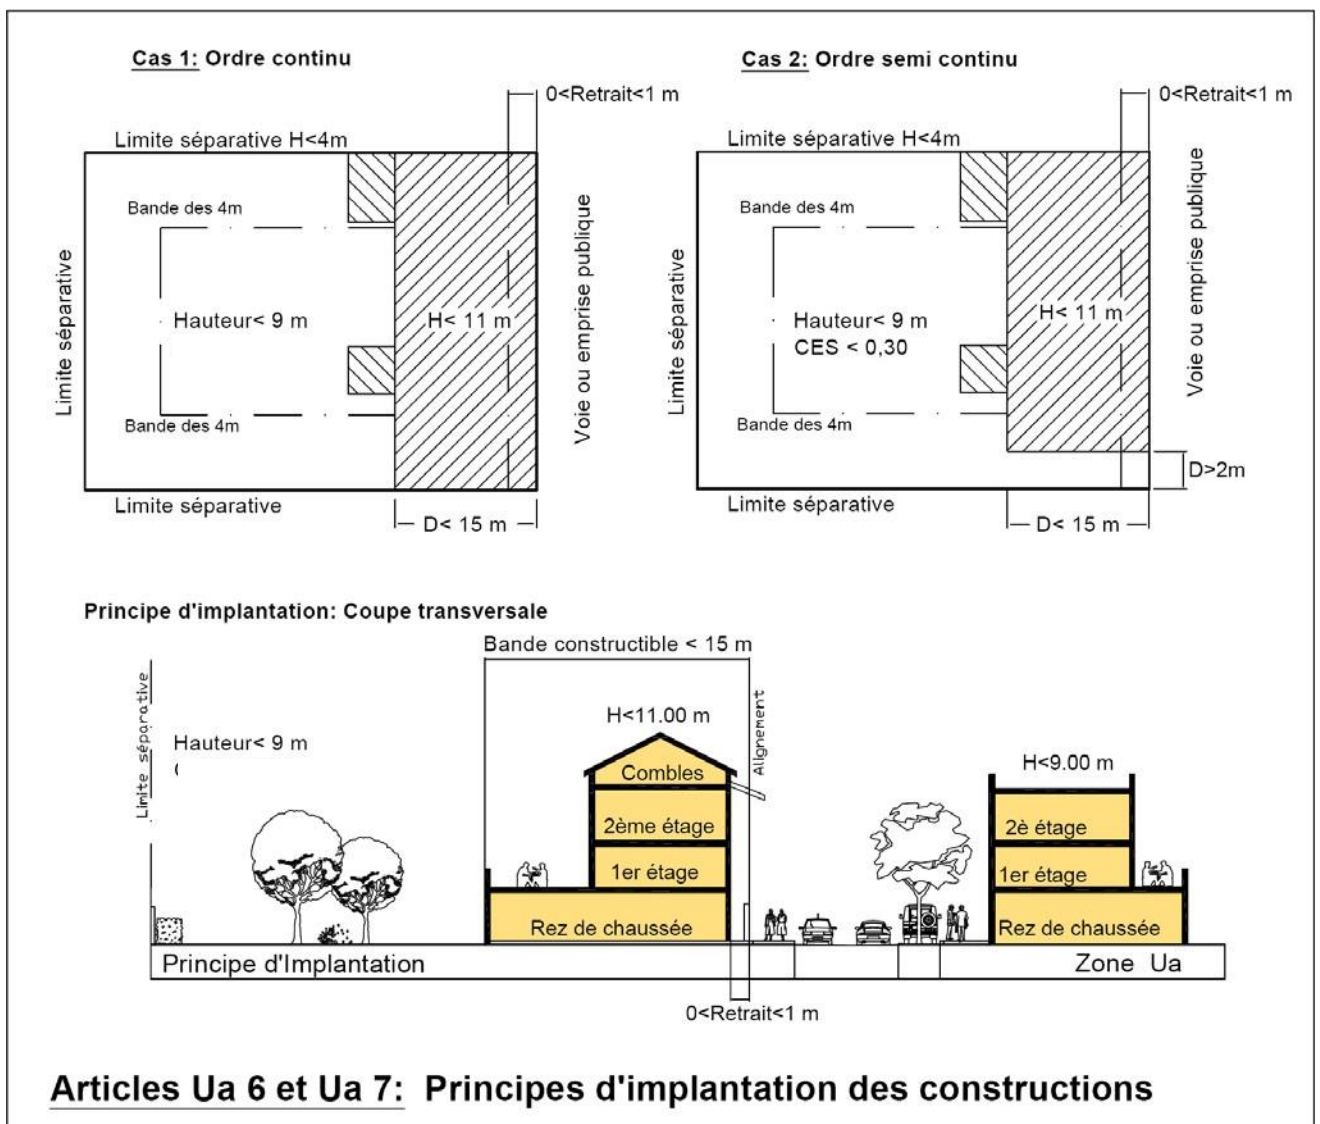 Cas 1: Ordre continu
0<Retrait<1 m
Limite séparative H<4m
Bande des 4m
Limite séparative
Hauteur< 9 m
H< 11 m
Voie ou emprise publique
Bande des 4m
Limite séparative
D< 15 m
Cas 2: Ordre semi continu
0<Retrait<1 m
Limite séparative H<4m
Bande des 4m
Limite séparative
Hauteur< 9 m
CES < 0,30
H< 11 m
Voie ou emprise publique
Bande des 4m
D>2m
Limite séparative
D< 15 m
Principe d'implantation: Coupe transversale
Bande constructible < 15 m
Limite séparative
Hauteur< 9 m
H<11.00 m
Alignement
Combles
2ème étage
1er étage
Rez de chaussée
H<9.00 m
2è étage
1er étage
Rez de chaussée
Principe d'Implantation
Zone Ua
0<Retrait<1 m
Articles Ua 6 et Ua 7: Principes d'implantation des constructions